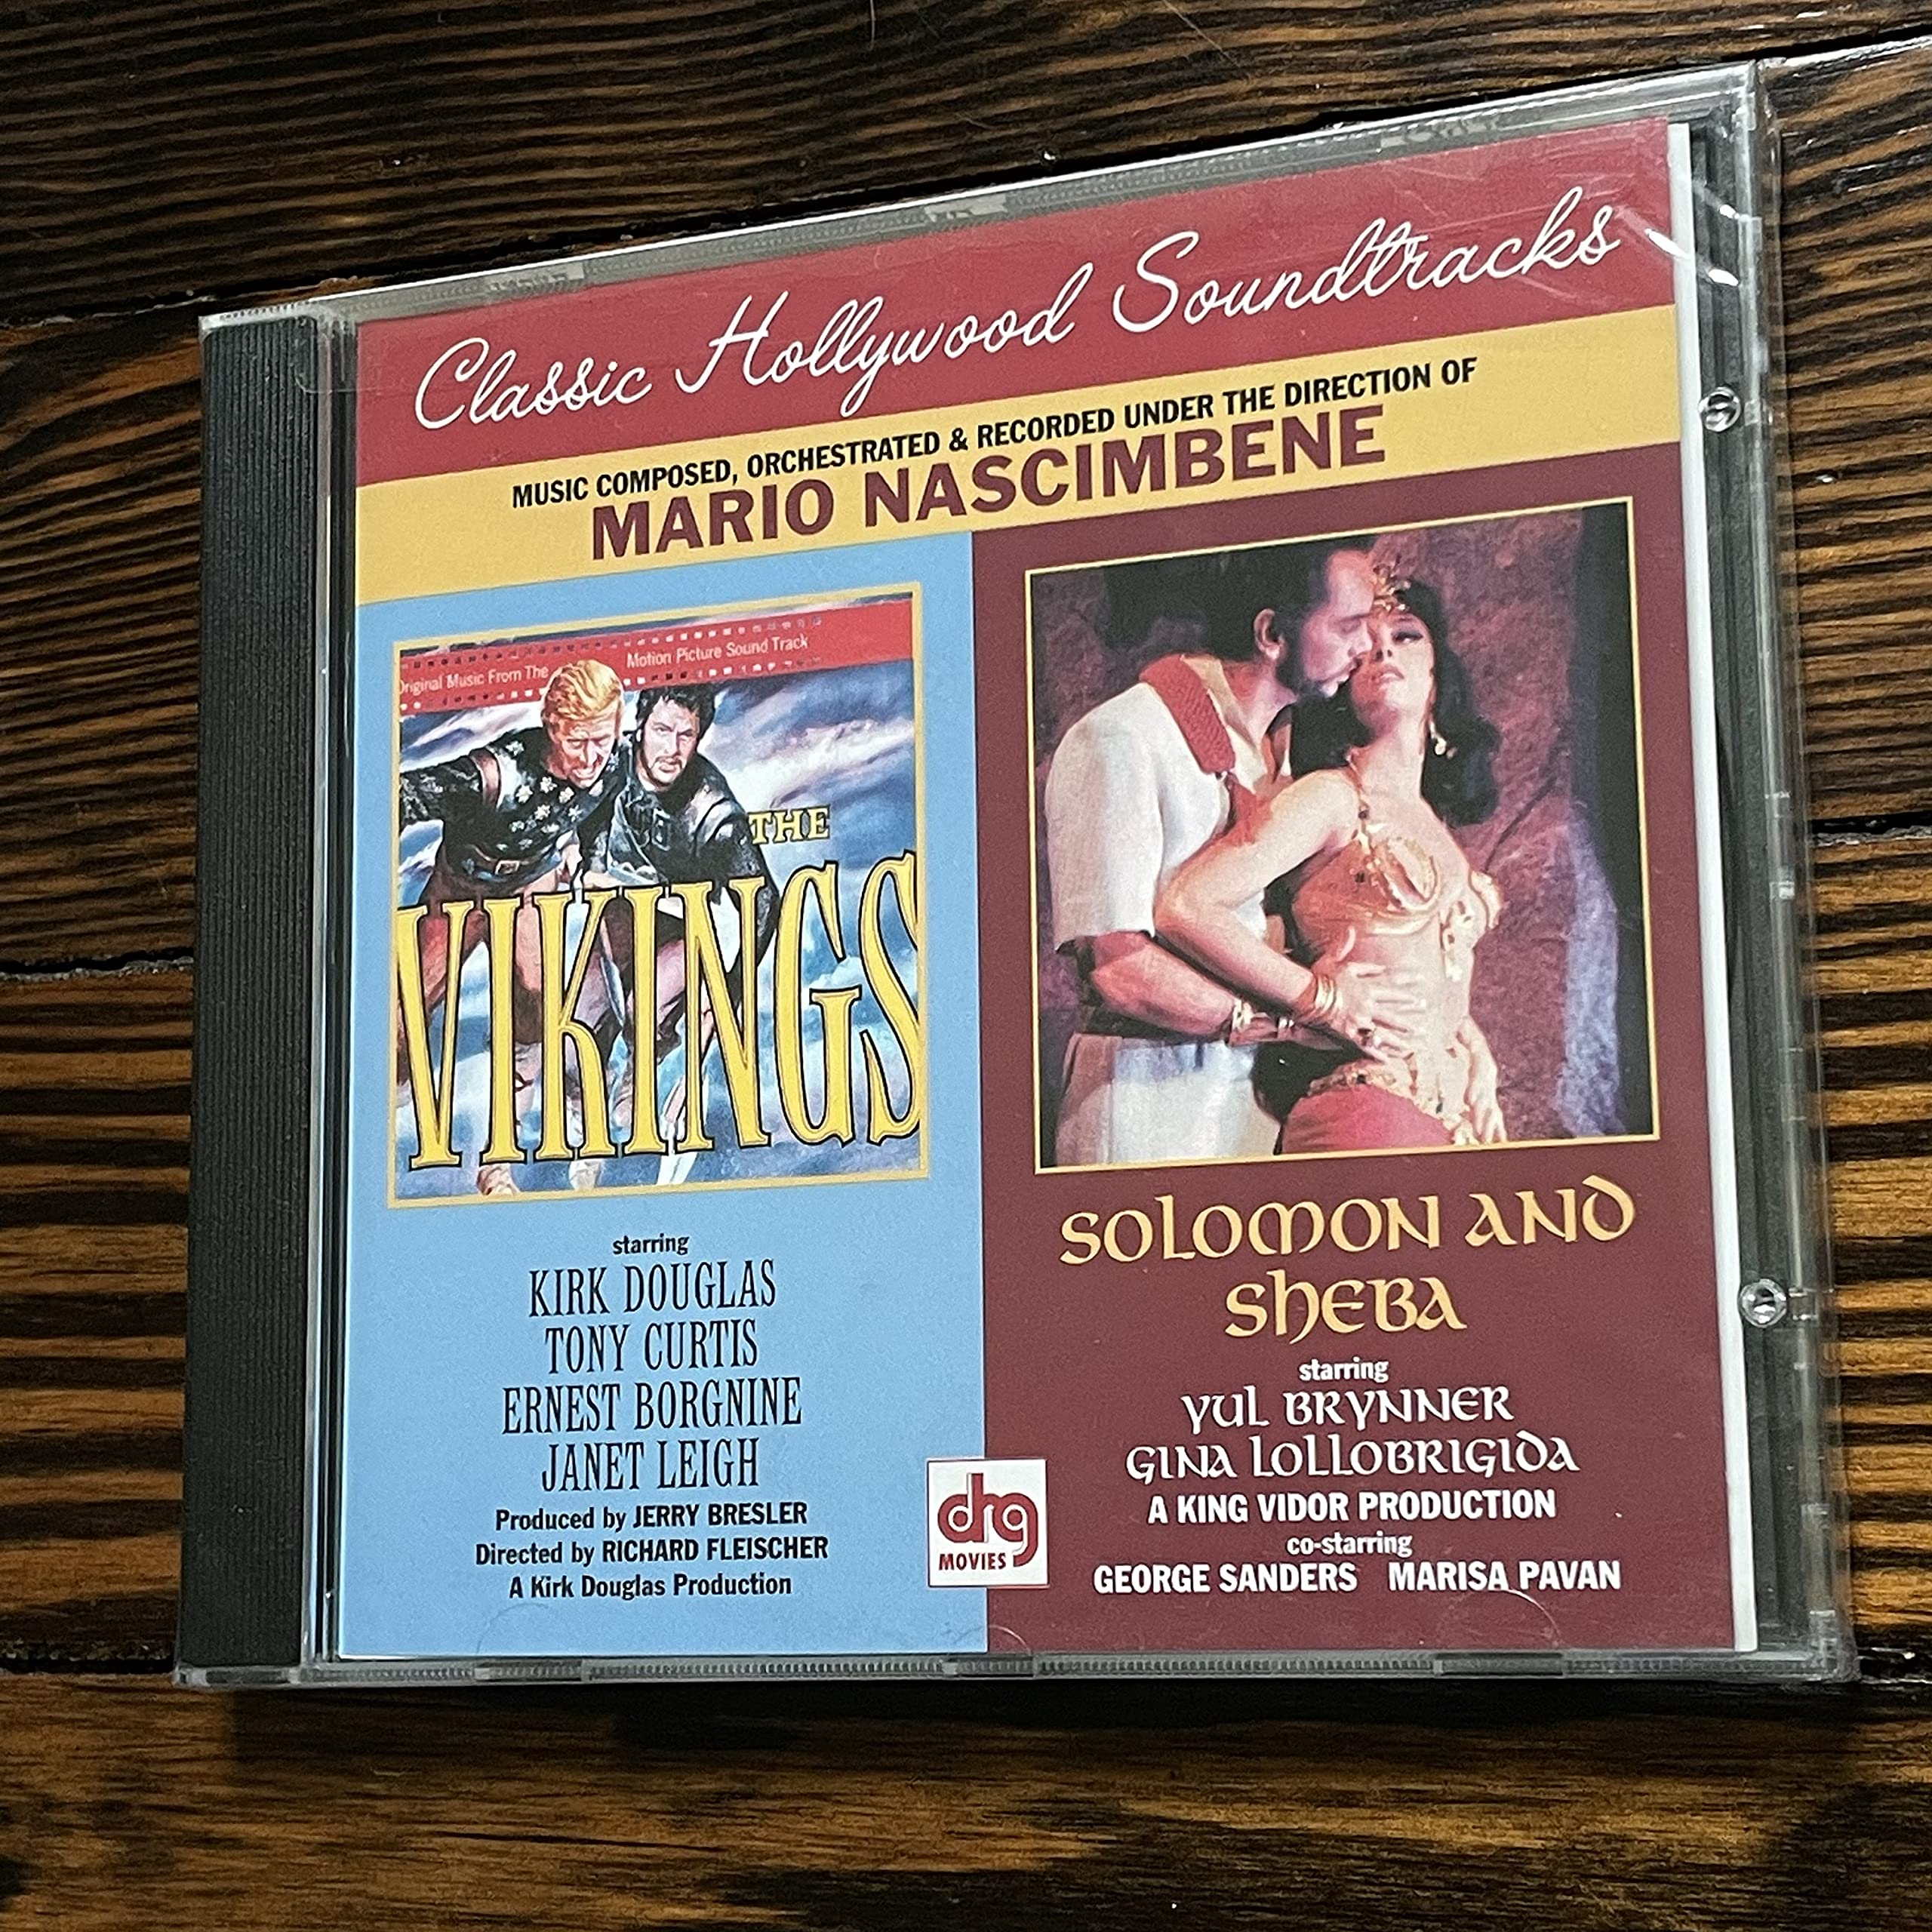 Classic Hollywood Soundtracks
MUSIC COMPOSED, ORCHESTRATED & RECORDED UNDER THE DIRECTION OF
MARIO NASCIMBENE
Original Music From The Motion Picture Sound Track
THE
VIKINGS
starring
KIRK DOUGLAS
TONY CURTIS
ERNEST BORGNINE
JANET LEIGH
Produced by JERRY BRESLER
Directed by RICHARD FLEISCHER
A Kirk Douglas Production
drg
MOVIES
SOLOMON AND
SHEBA
starring
YUL BRYNNER
GINA LOLLOBRIGIDA
A KING VIDOR PRODUCTION
co-starring
GEORGE SANDERS MARISA PAVAN